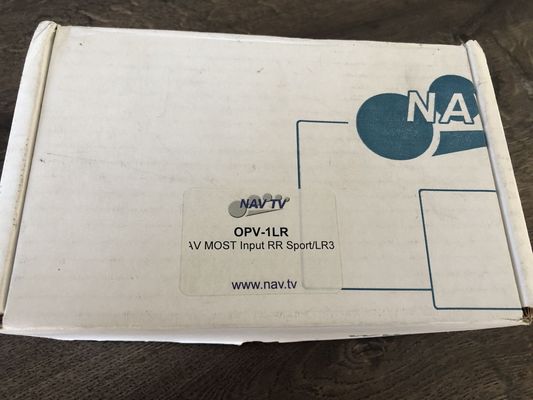 NA
NAV TV
OPV-1LR
AV MOST Input RR Sport/LR3
www.nav.tv